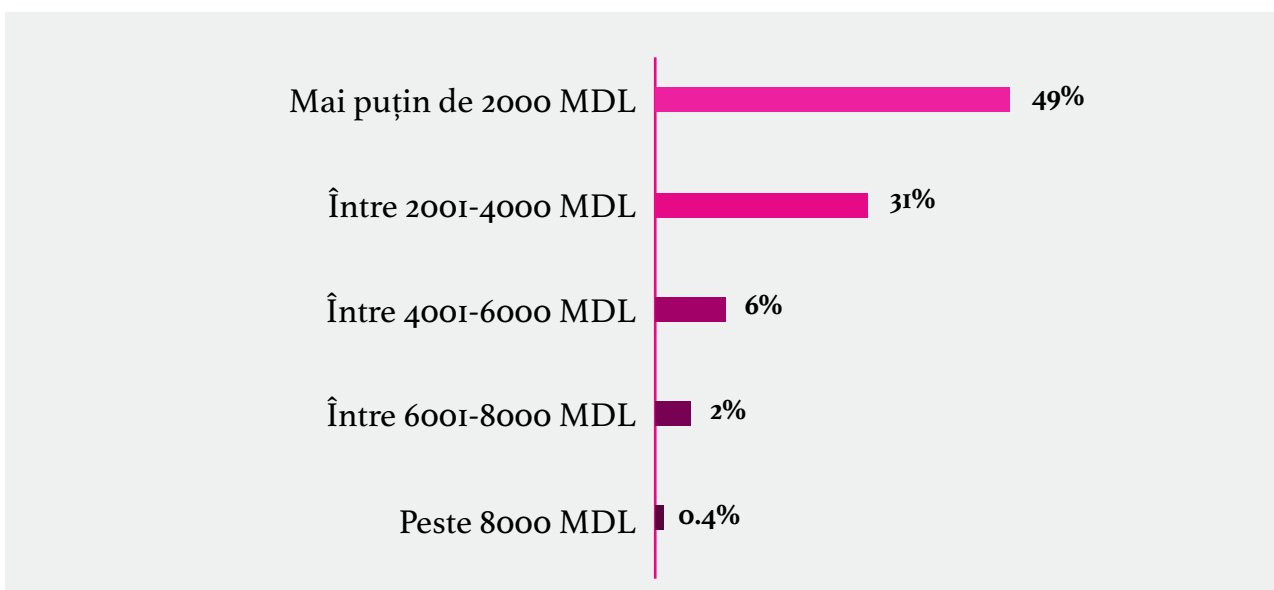 Mai puțin de 2000 MDL 49%
Între 2001-4000 MDL 31%
Între 4001-6000 MDL 6%
Între 6001-8000 MDL 2%
Peste 8000 MDL 0.4%